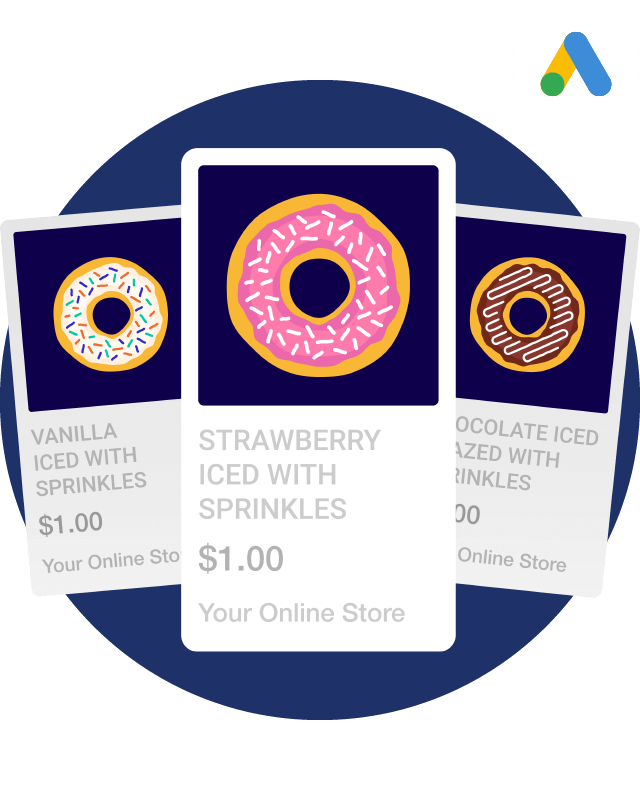 VANILLA
ICED WITH
SPRINKLES
$1.00
Your Online Sto
STRAWBERRY
ICED WITH
SPRINKLES
$1.00
Your Online Store
OCOLATE ICED
AZED WITH
RINKLES
00
Online Store